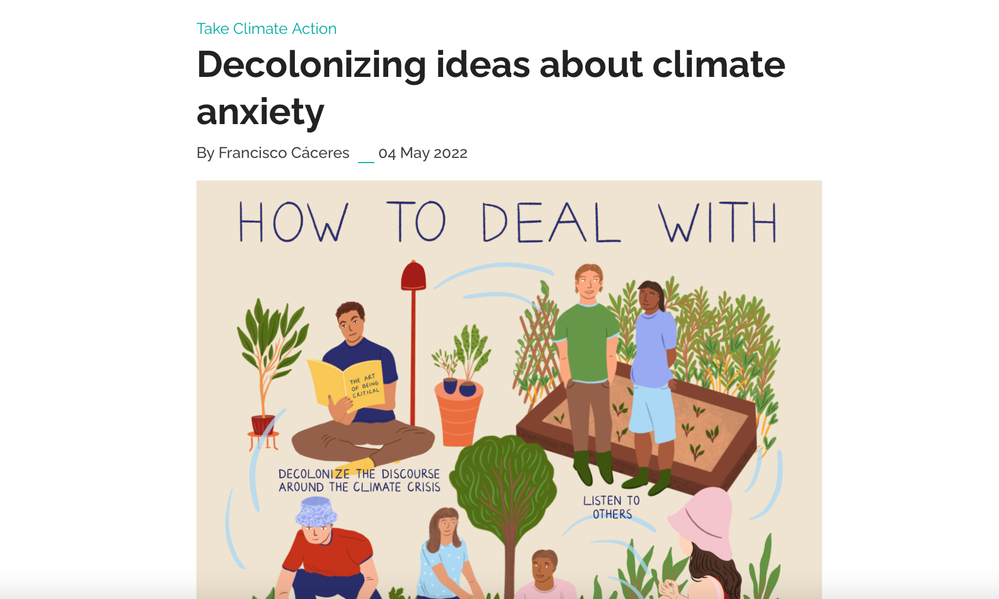 Take Climate Action
Decolonizing ideas about climate
anxiety
By Francisco Cáceres __ 04 May 2022
HOW TO DEAL WITH
THE ART
OF BEING
CRITICAL
DECOLONIZE THE DISCOURSE
AROUND THE CLIMATE CRISIS
LISTEN TO
OTHERS